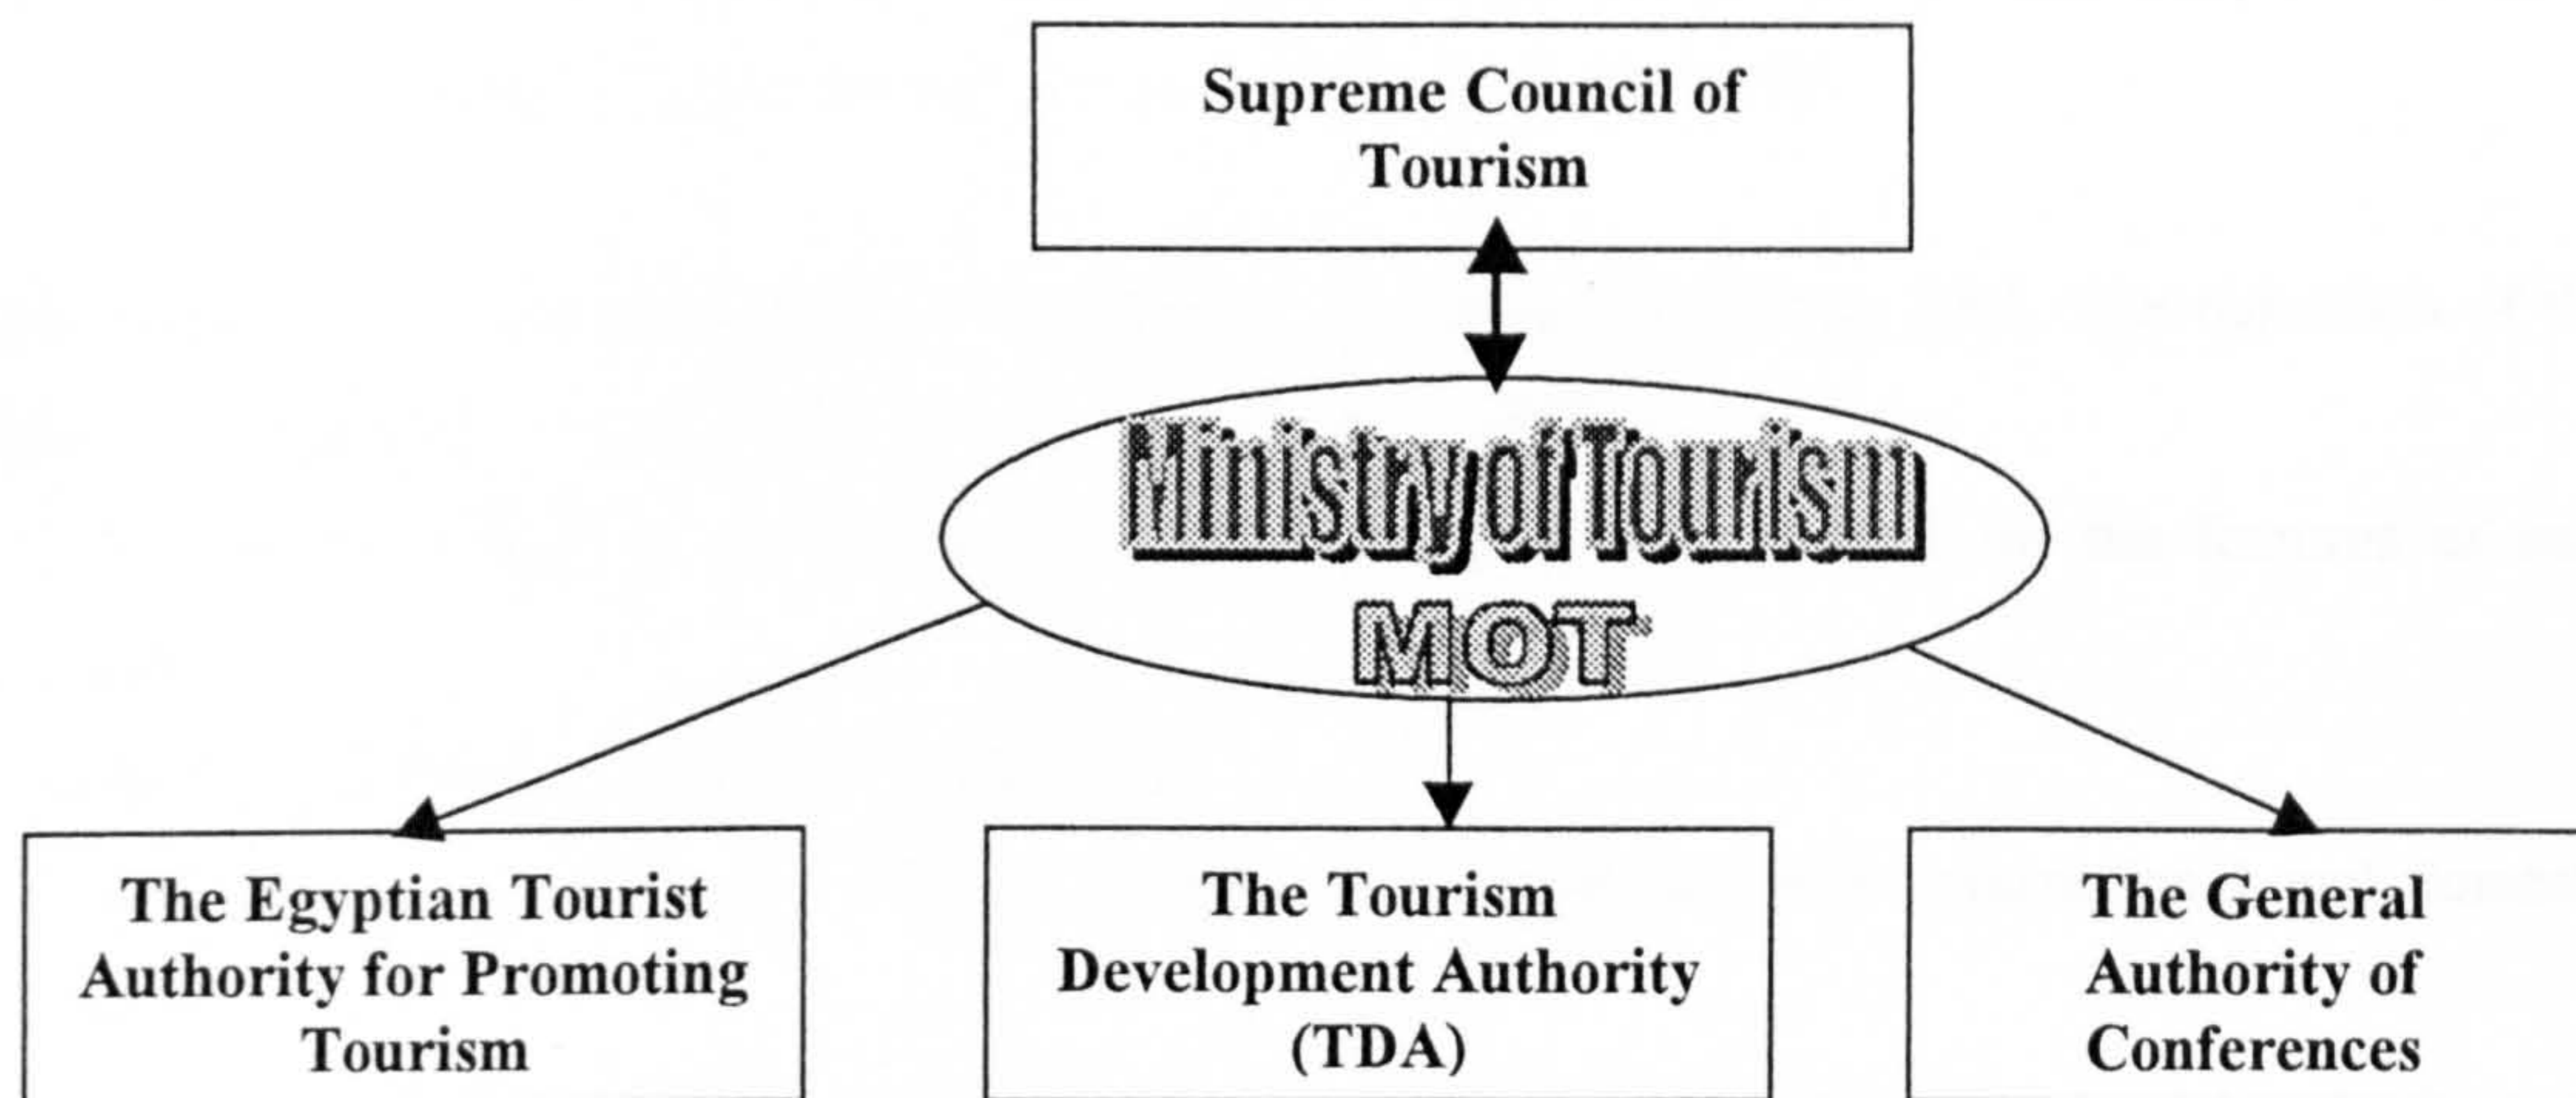 Supreme Council of
Tourism
Ministry of Tourism
MOT
The Egyptian Tourist
Authority for Promoting
Tourism
The Tourism
Development Authority
(TDA)
The General
Authority of
Conferences